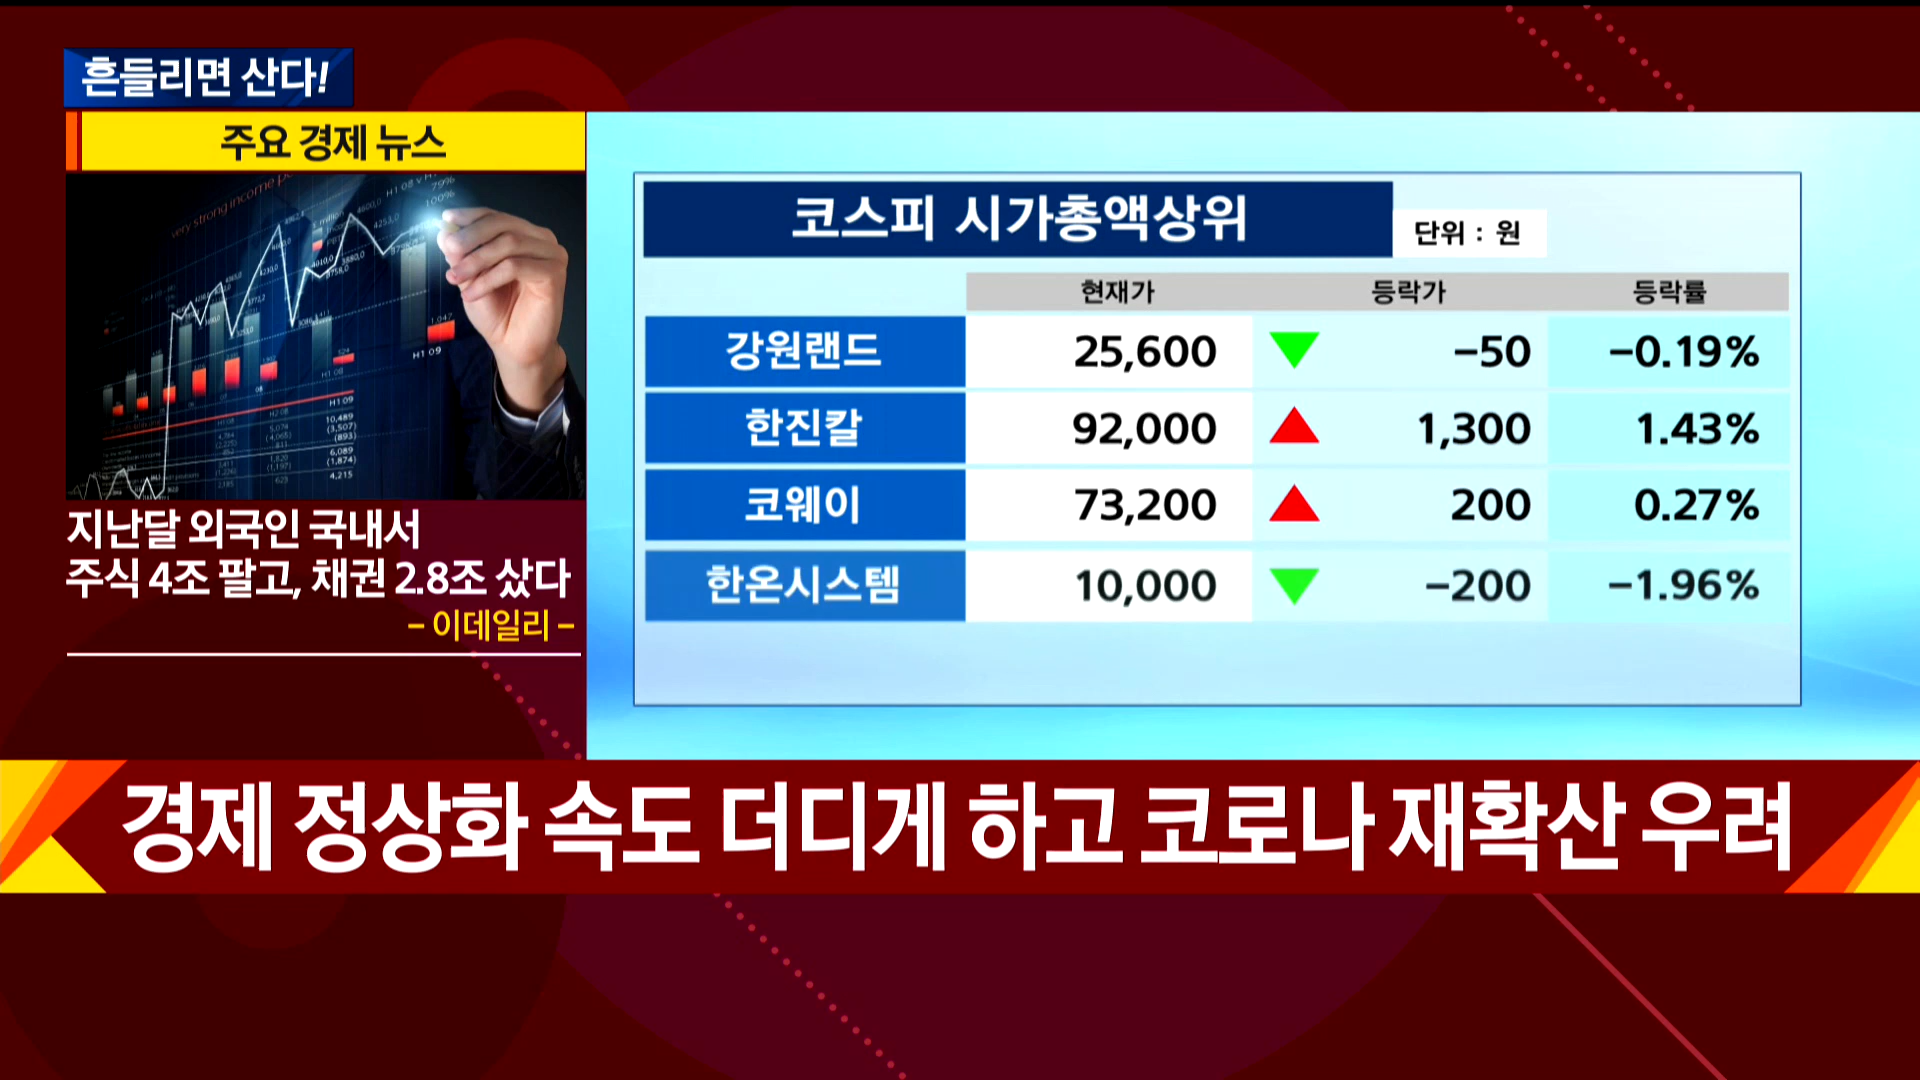 흔들리면 산다!
주요 경제 뉴스
very strong income
지난달 외국인 국내서
주식 4조 팔고, 채권 2.8조 샀다
– 이데일리 –
코스피 시가총액상위
단위 : 원
현재가 등락가 등락률
강원랜드 25,600 ▼ −50 −0.19%
한진칼 92,000 ▲ 1,300 1.43%
코웨이 73,200 ▲ 200 0.27%
한온시스템 10,000 ▼ −200 −1.96%
경제 정상화 속도 더디게 하고 코로나 재확산 우려